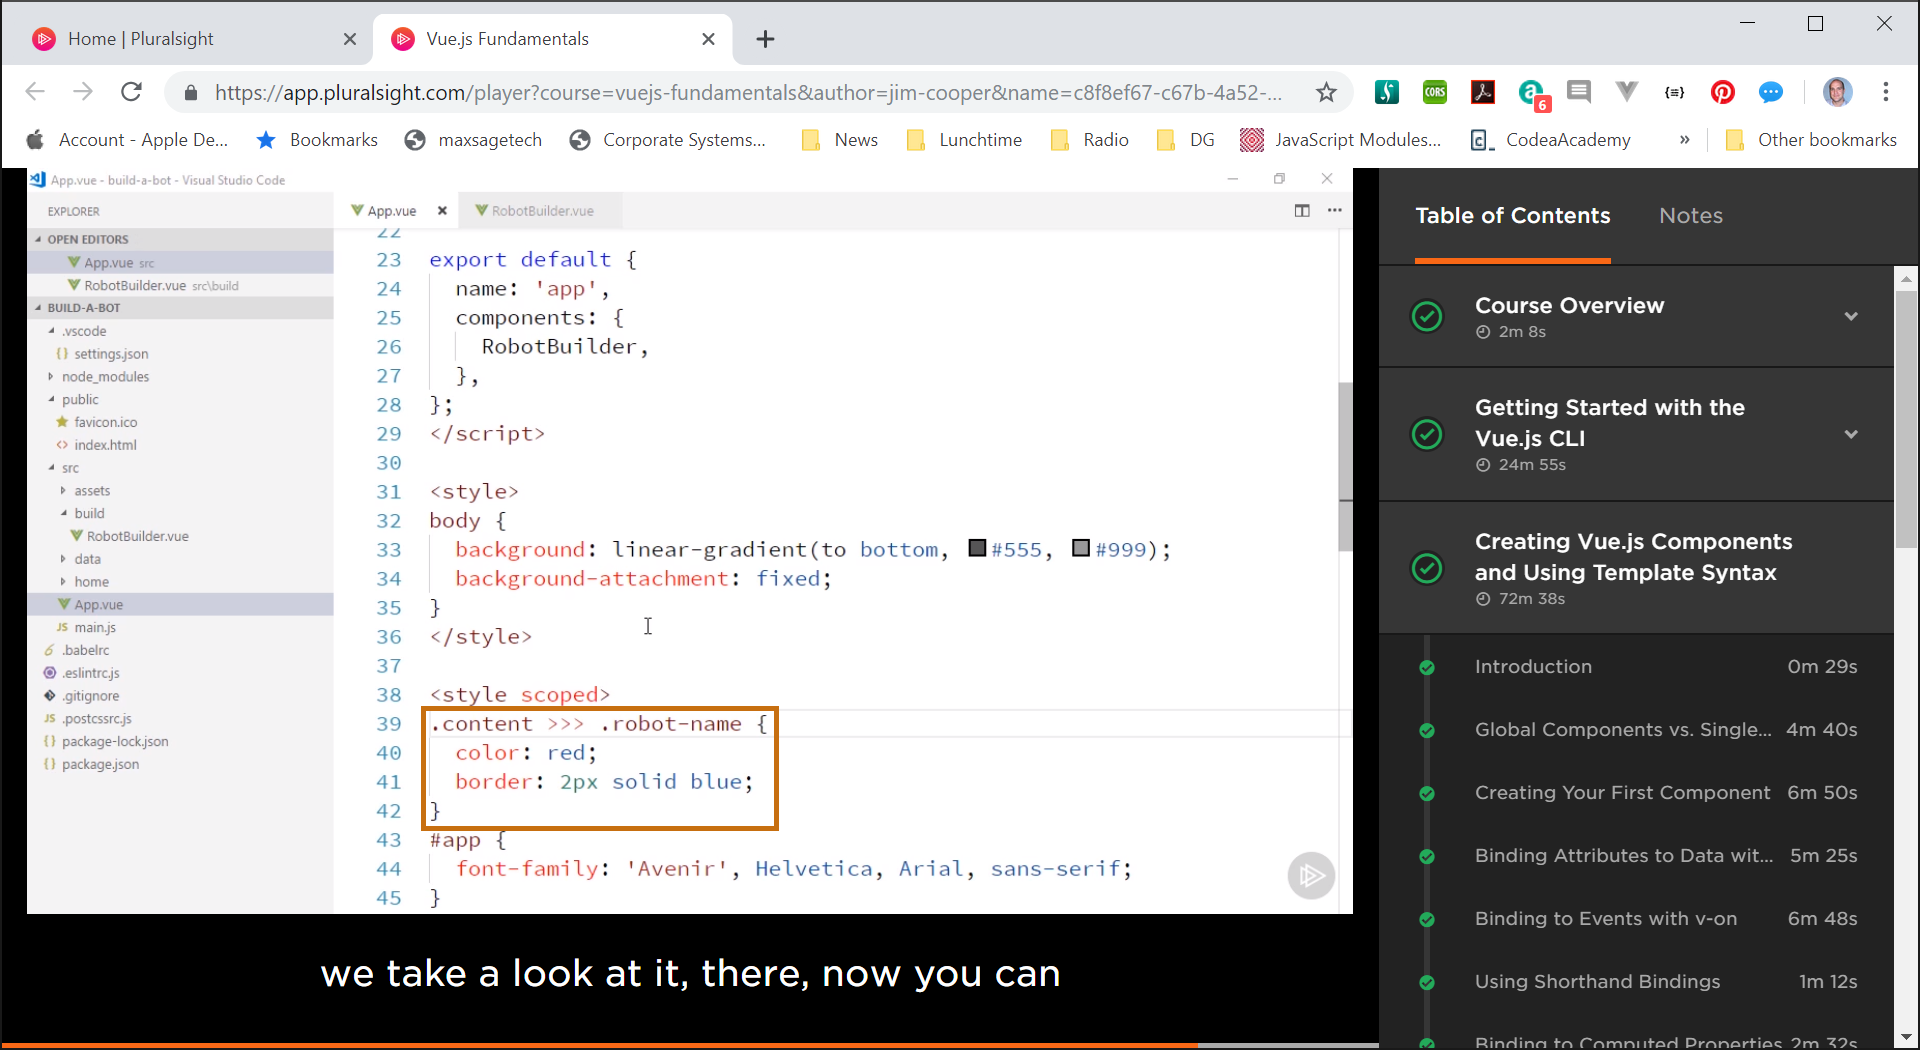 Home | Pluralsight
Vue.js Fundamentals
https://app.pluralsight.com/player?course=vuejs-fundamentals&author=jim-cooper&name=c8f8ef67-c67b-4a52-...
CORS
6
{≡}
Account - Apple De...
Bookmarks
maxsagetech
Corporate Systems...
News
Lunchtime
Radio
DG
JavaScript Modules...
CodeaAcademy
»
Other bookmarks
App.vue - build-a-bot - Visual Studio Code
EXPLORER
OPEN EDITORS
App.vue src
RobotBuilder.vue src\build
BUILD-A-BOT
.vscode
{} settings.json
node_modules
public
favicon.ico
<> index.html
src
assets
build
RobotBuilder.vue
data
home
App.vue
JS main.js
.babelrc
.eslintrc.js
.gitignore
JS .postcssrc.js
{} package-lock.json
{} package.json
App.vue
RobotBuilder.vue
22
23 export default {
24 name: 'app',
25 components: {
26 RobotBuilder,
27 },
28 };
29 </script>
30
31 <style>
32 body {
33 background: linear-gradient(to bottom, #555, #999);
34 background-attachment: fixed;
35 }
36 </style>
37
38 <style scoped>
39 .content >>> .robot-name {
40 color: red;
41 border: 2px solid blue;
42 }
43 #app {
44 font-family: 'Avenir', Helvetica, Arial, sans-serif;
45 }
we take a look at it, there, now you can
Table of Contents
Notes
Course Overview
2m 8s
Getting Started with the
Vue.js CLI
24m 55s
Creating Vue.js Components
and Using Template Syntax
72m 38s
Introduction 0m 29s
Global Components vs. Single... 4m 40s
Creating Your First Component 6m 50s
Binding Attributes to Data wit... 5m 25s
Binding to Events with v-on 6m 48s
Using Shorthand Bindings 1m 12s
Binding to Computed Properties 2m 32s